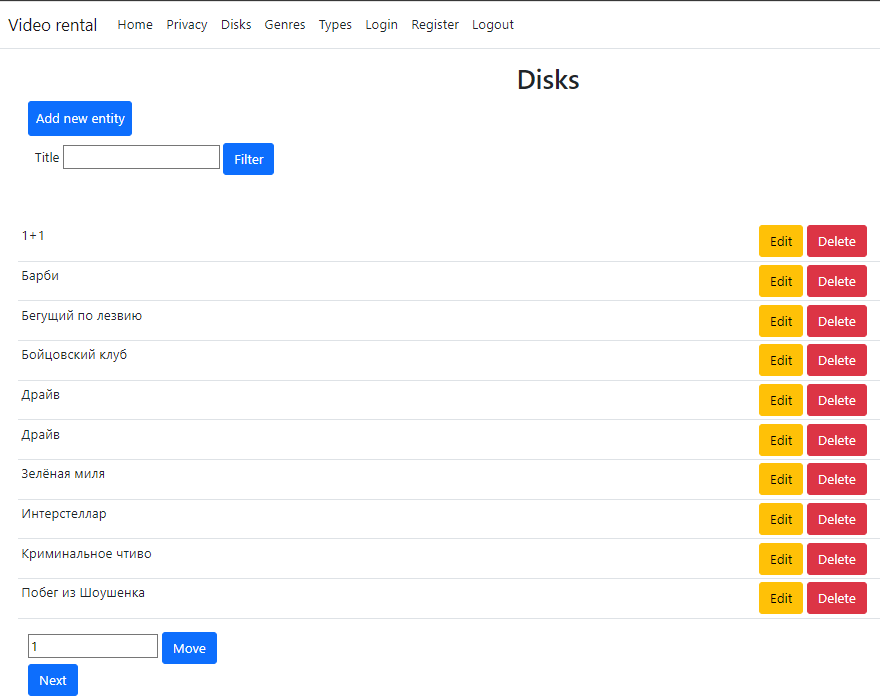 Video rental Home Privacy Disks Genres Types Login Register Logout
Disks
Add new entity
Title Filter
1+1 Edit Delete
Барби Edit Delete
Бегущий по лезвию Edit Delete
Бойцовский клуб Edit Delete
Драйв Edit Delete
Драйв Edit Delete
Зелёная миля Edit Delete
Интерстеллар Edit Delete
Криминальное чтиво Edit Delete
Побег из Шоушенка Edit Delete
1 Move
Next